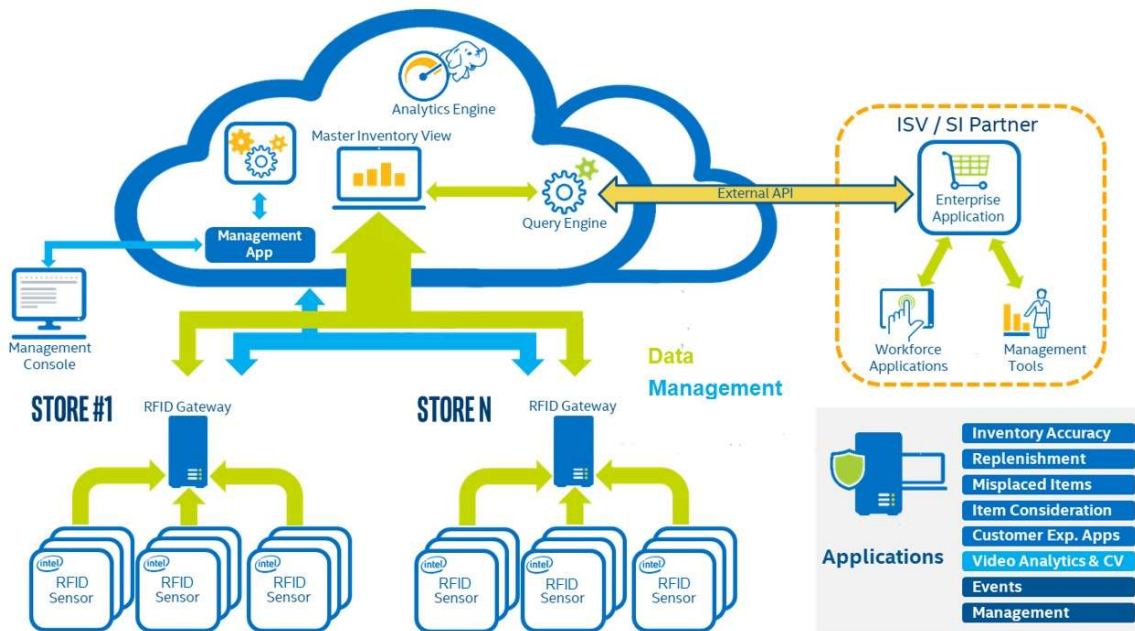 Analytics Engine
Master Inventory View
Management
App
Query Engine
External API
ISV / SI Partner
Enterprise
Application
Workforce
Applications
Management
Tools
Management
Console
Data
Management
STORE #1
RFID Gateway
STORE N
RFID Gateway
intel
RFID
Sensor
intel
RFID
Sensor
intel
RFID
Sensor
intel
RFID
Sensor
intel
RFID
Sensor
intel
RFID
Sensor
Applications
Inventory Accuracy
Replenishment
Misplaced Items
Item Consideration
Customer Exp. Apps
Video Analytics & CV
Events
Management